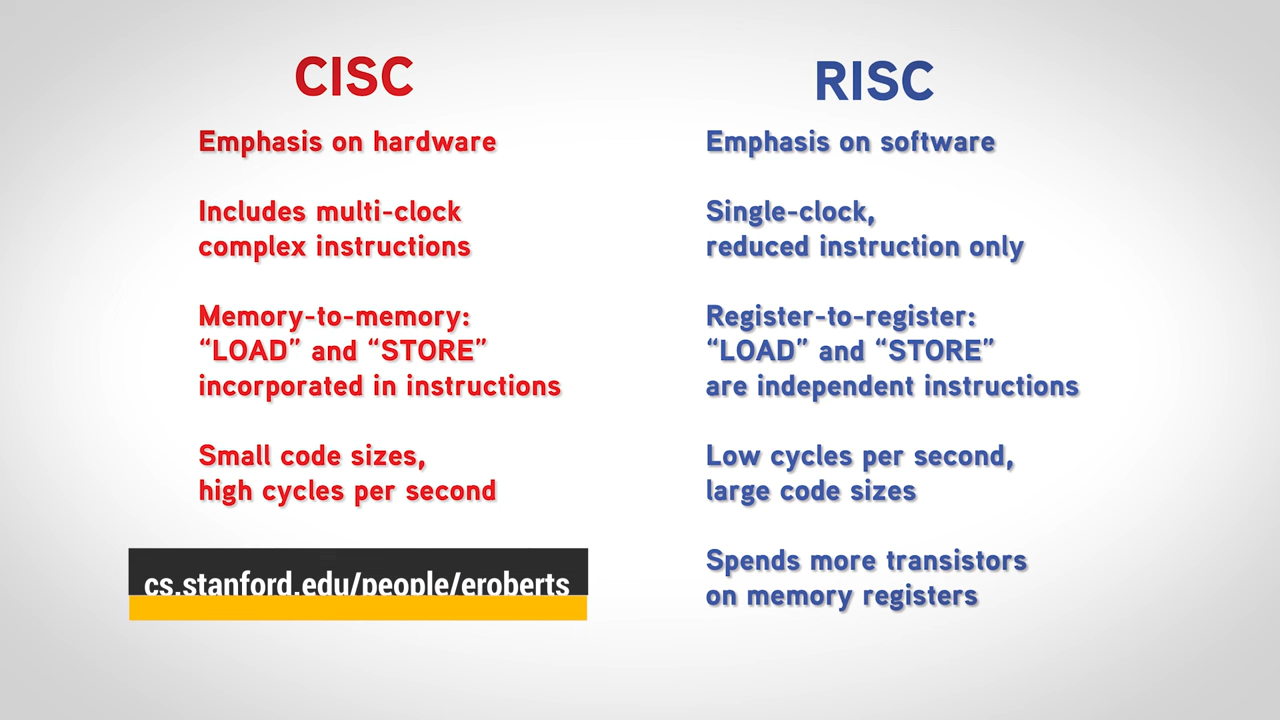 CISC
Emphasis on hardware
Includes multi-clock
complex instructions
Memory-to-memory:
“LOAD” and “STORE”
incorporated in instructions
Small code sizes,
high cycles per second
cs.stanford.edu/people/eroberts
RISC
Emphasis on software
Single-clock,
reduced instruction only
Register-to-register:
“LOAD” and “STORE”
are independent instructions
Low cycles per second,
large code sizes
Spends more transistors
on memory registers